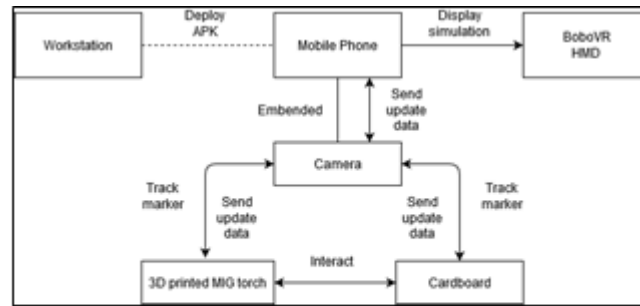 Deploy
APK
Display
simulation
Workstation
Mobile Phone
BoboVR
HMD
Embended
Send
update
data
Camera
Track
marker
Send
update
data
Send
update
data
Track
marker
Interact
3D printed MIG torch
Cardboard